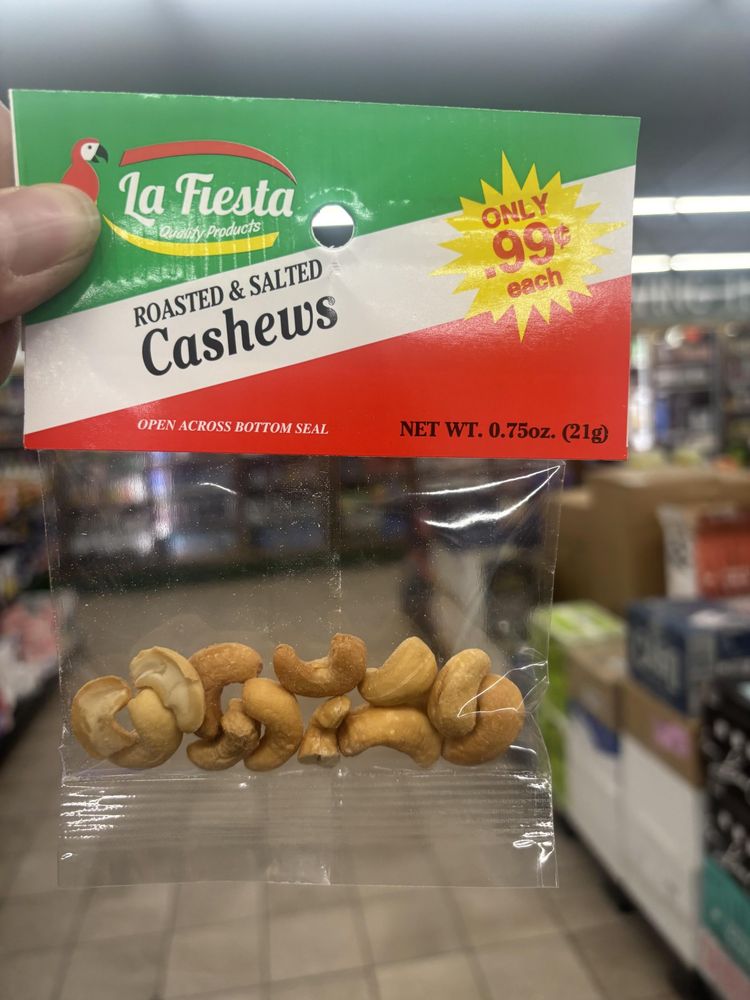 La Fiesta
Quality Products
ROASTED & SALTED
Cashews
ONLY
.99¢
each
OPEN ACROSS BOTTOM SEAL
NET WT. 0.75oz. (21g)